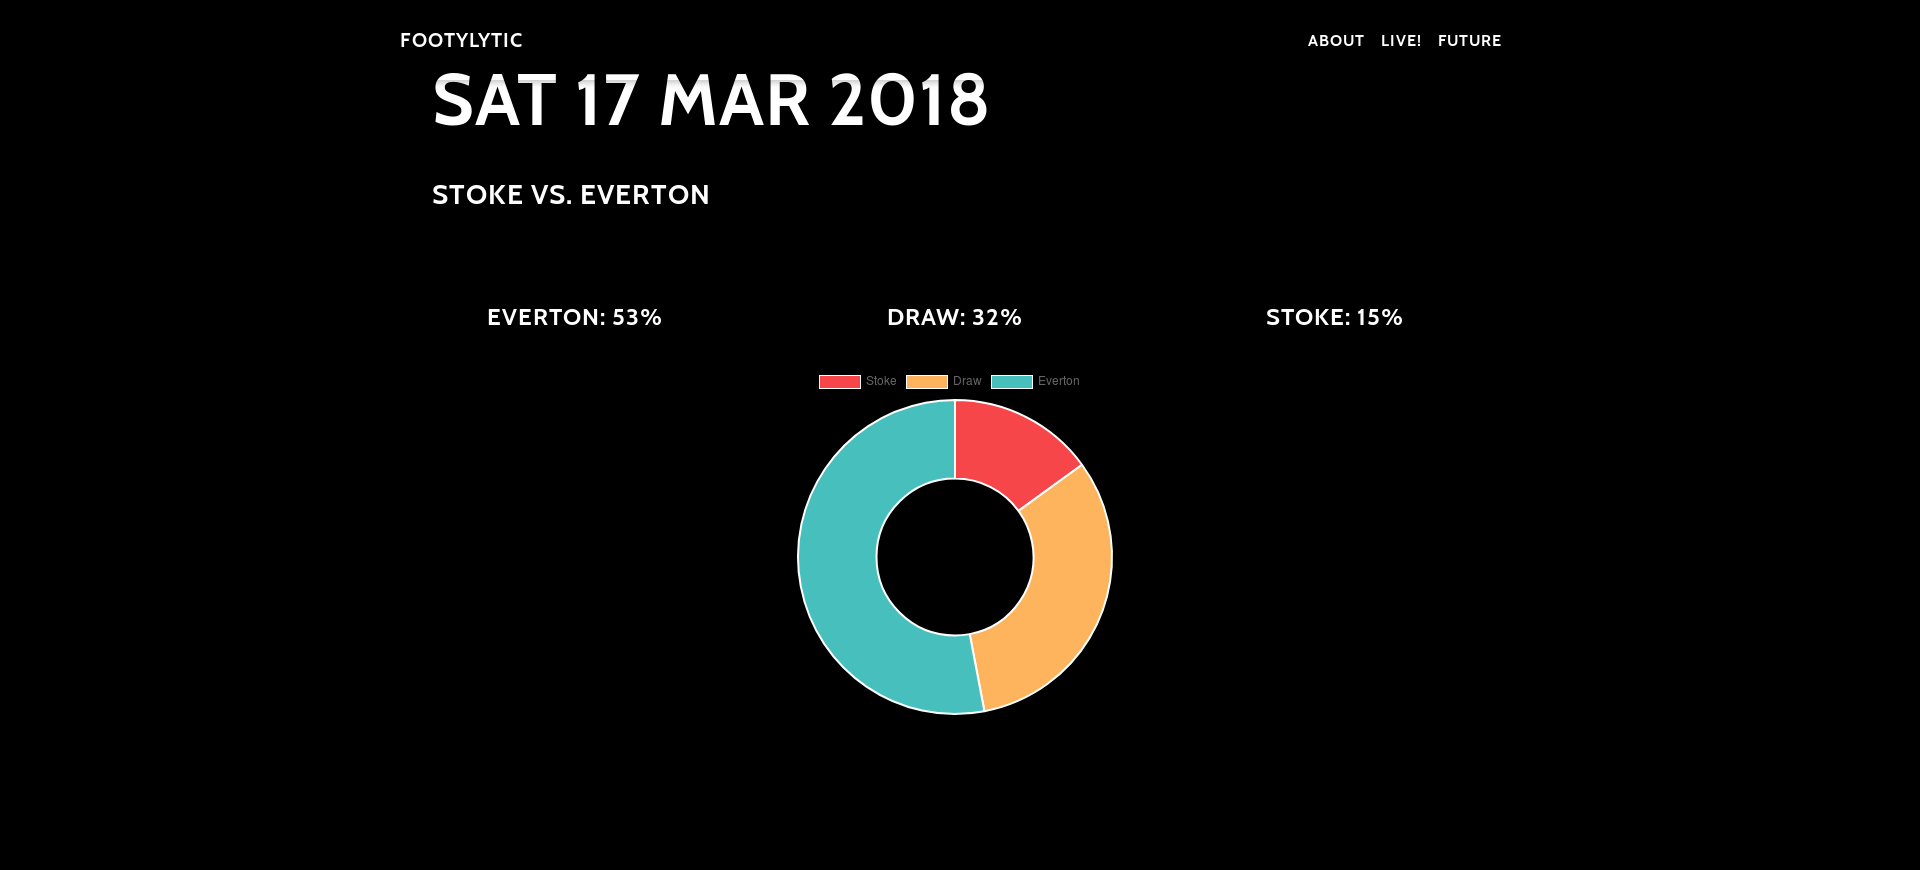 FOOTYLYTIC
ABOUT LIVE! FUTURE
SAT 17 MAR 2018
STOKE VS. EVERTON
EVERTON: 53%
DRAW: 32%
STOKE: 15%
Stoke Draw Everton